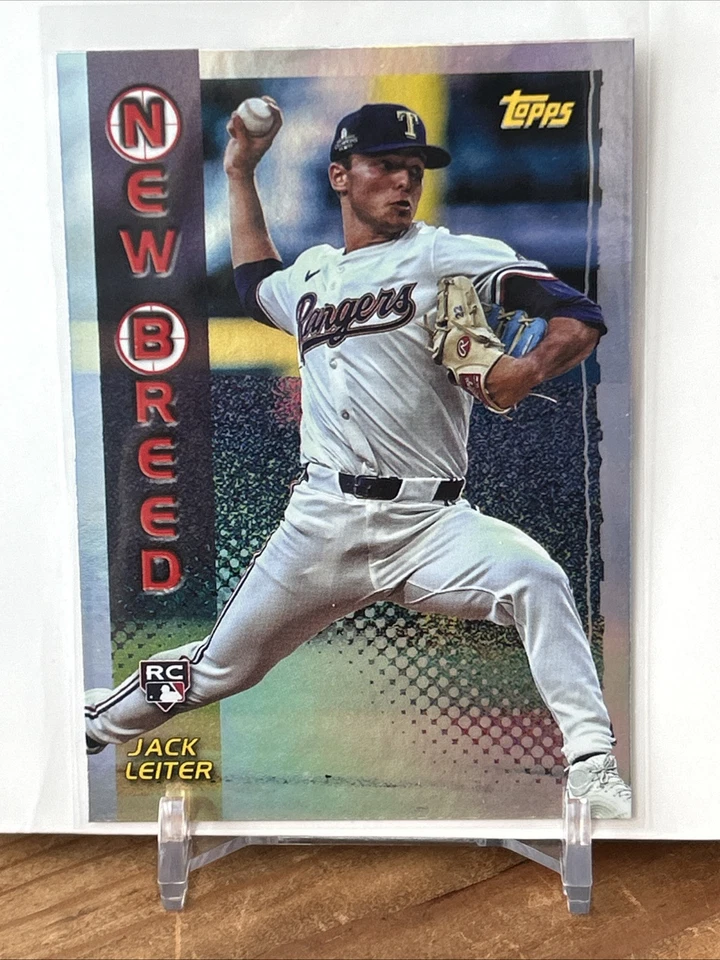 NEW BREED
Topps
T
Rangers
R
RC
JACK
LEITER